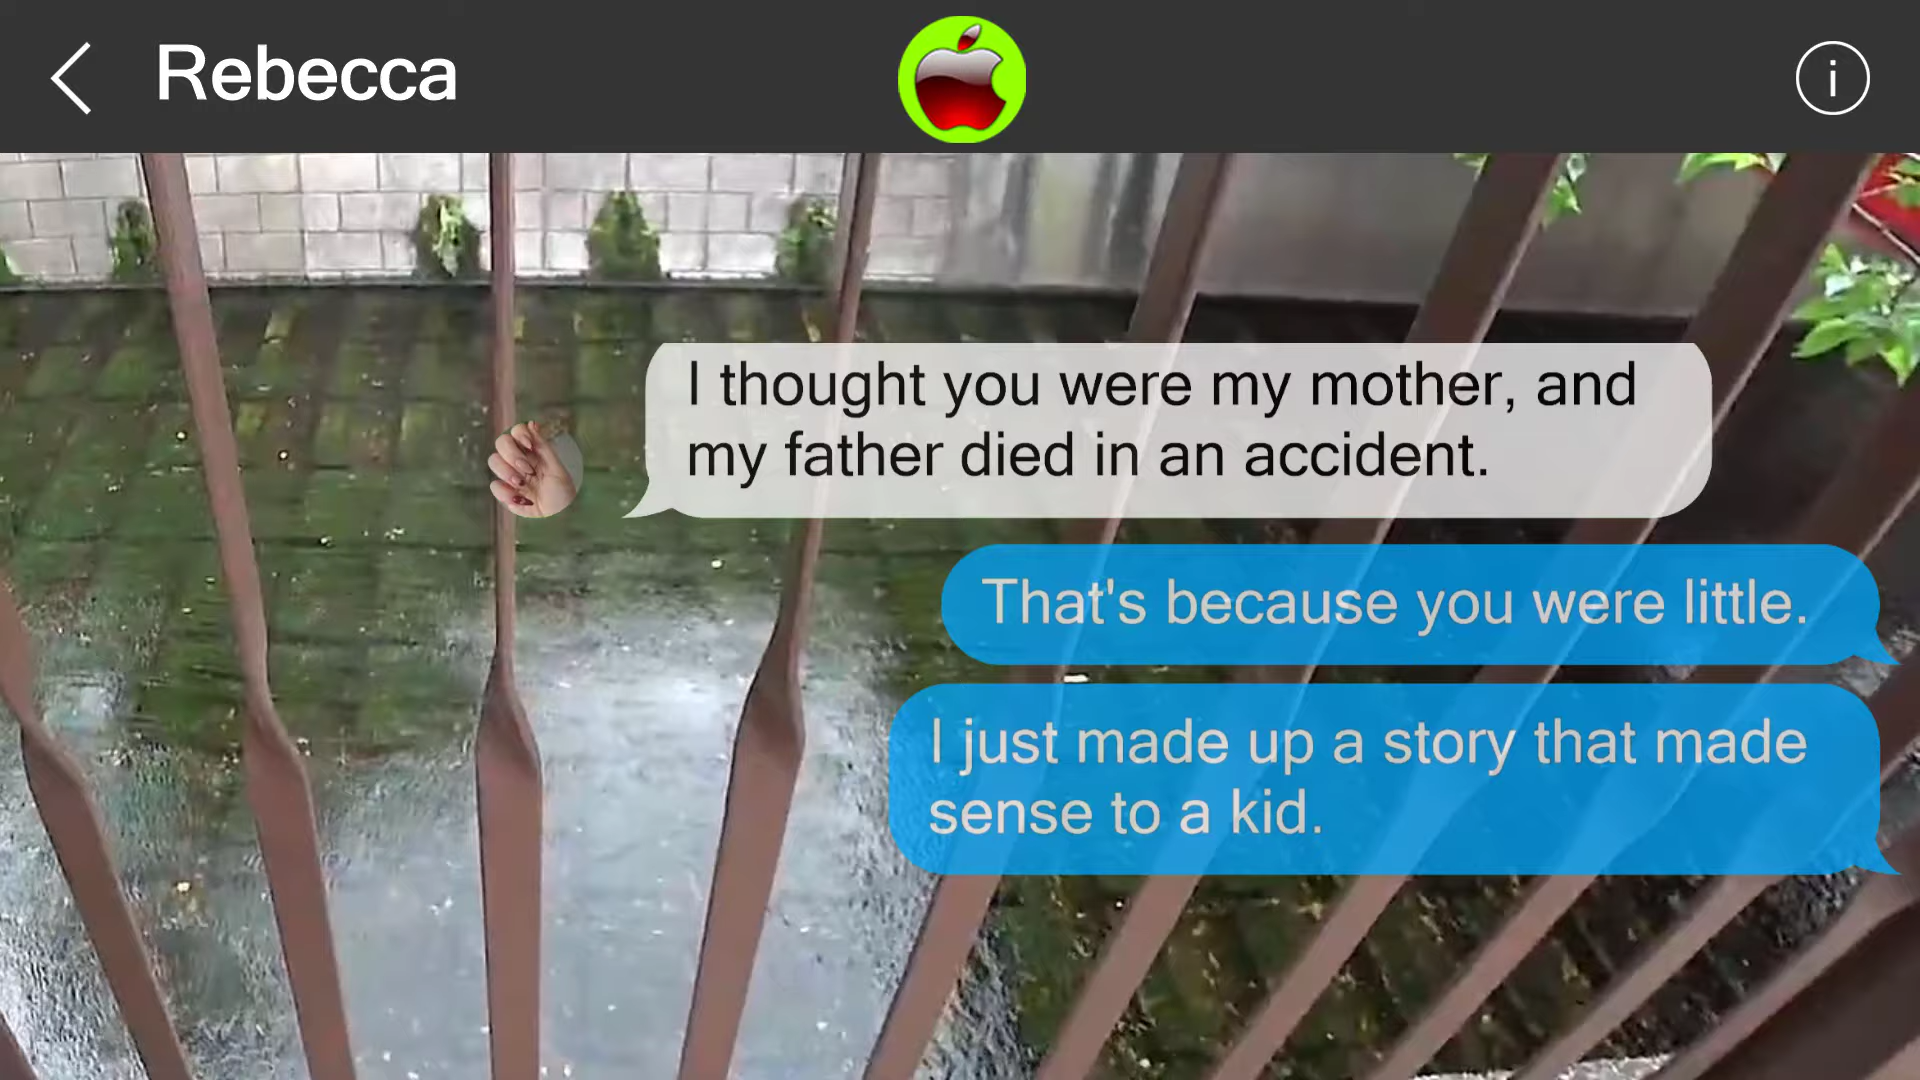 Rebecca
I thought you were my mother, and
my father died in an accident.
That's because you were little.
I just made up a story that made
sense to a kid.